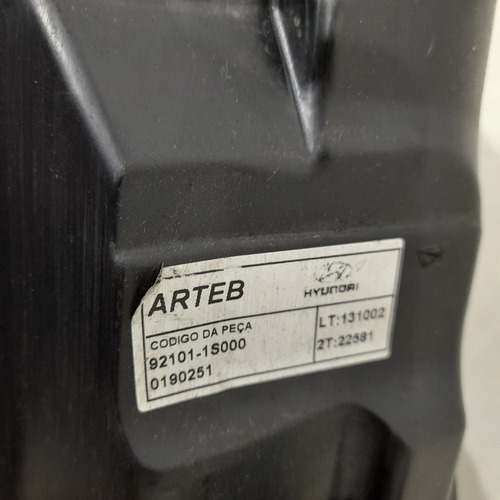 ARTEB
HYUNDAI
CODIGO DA PEÇA
92101-1S000
0190251
LT:131002
2T:22581